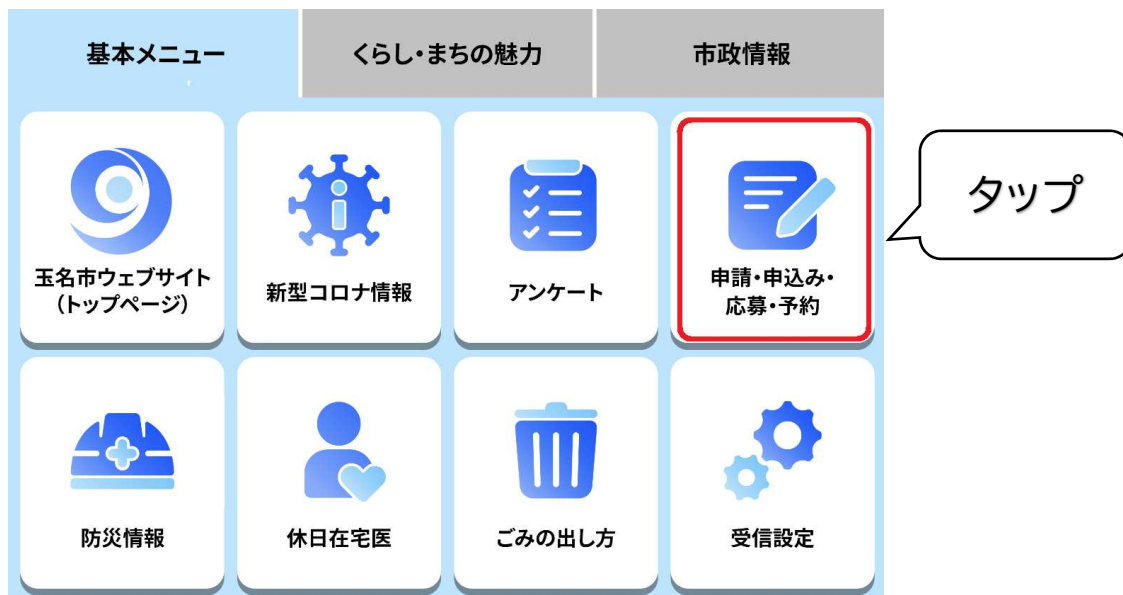 基本メニュー
くらし・まちの魅力
市政情報
玉名市ウェブサイト
(トップページ)
新型コロナ情報
アンケート
申請・申込み・
応募・予約
タップ
防災情報
休日在宅医
ごみの出し方
受信設定